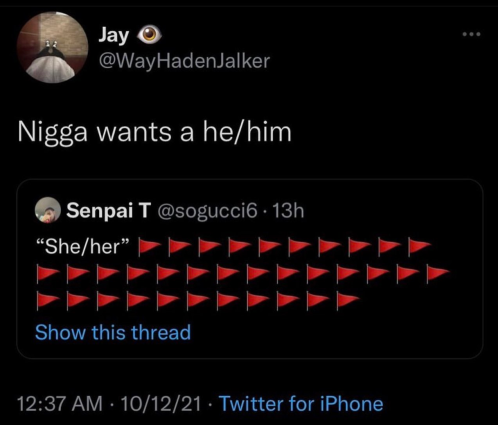 Jay 👁️
@WayHadenJalker
Nigga wants a he/him
Senpai T @sogucci6 · 13h
“She/her” 🚩🚩🚩🚩🚩🚩🚩🚩🚩🚩
🚩🚩🚩🚩🚩🚩🚩🚩🚩🚩🚩🚩🚩🚩
🚩🚩🚩🚩🚩🚩🚩🚩🚩🚩🚩
Show this thread
12:37 AM · 10/12/21 · Twitter for iPhone